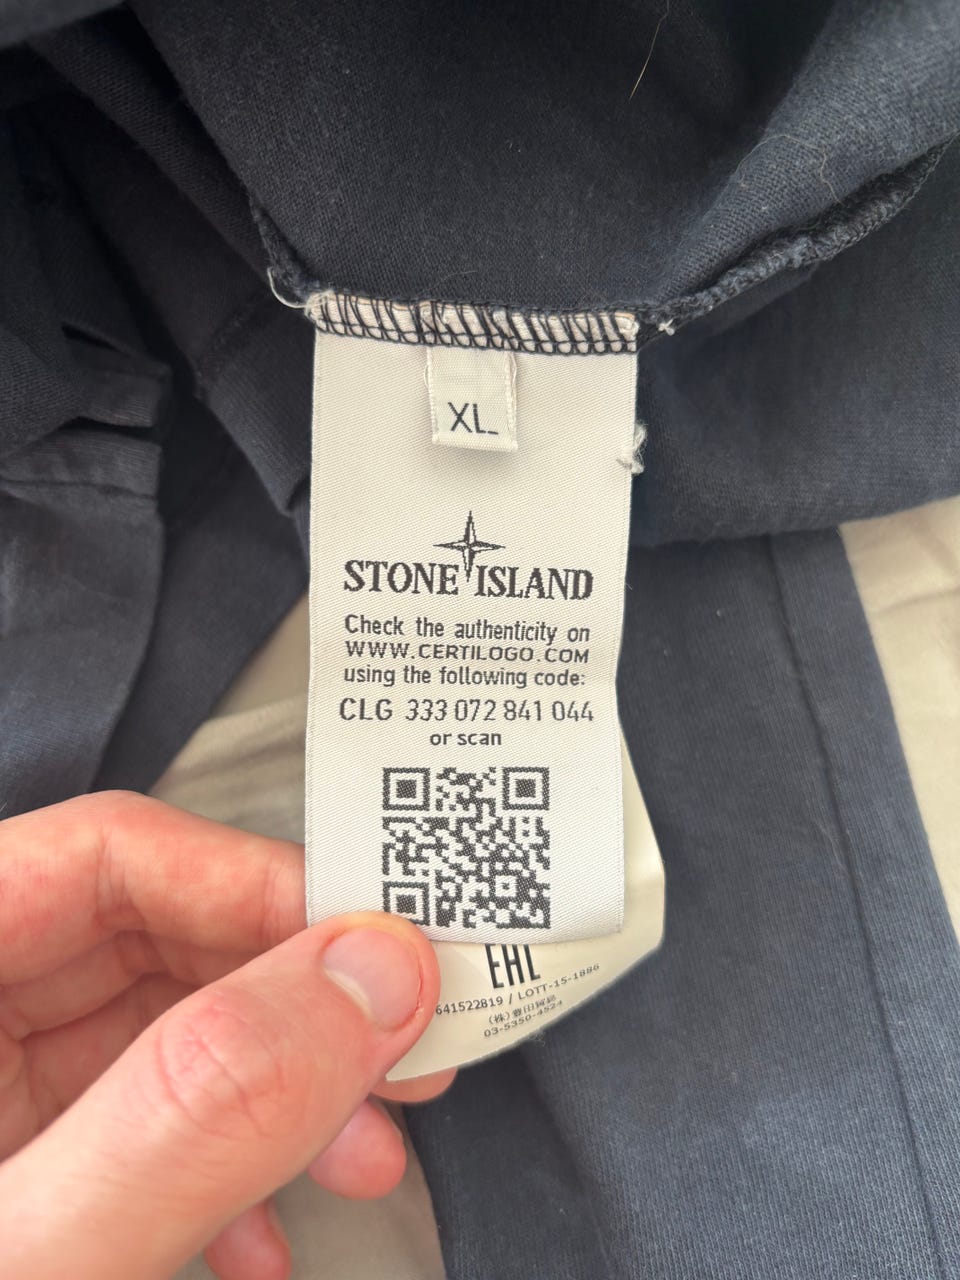 XL
STONE ISLAND
Check the authenticity on
WWW.CERTILOGO.COM
using the following code:
CLG 333 072 841 044
or scan
EAC
641522819 / LOTT-15-1886
03-5350-4524